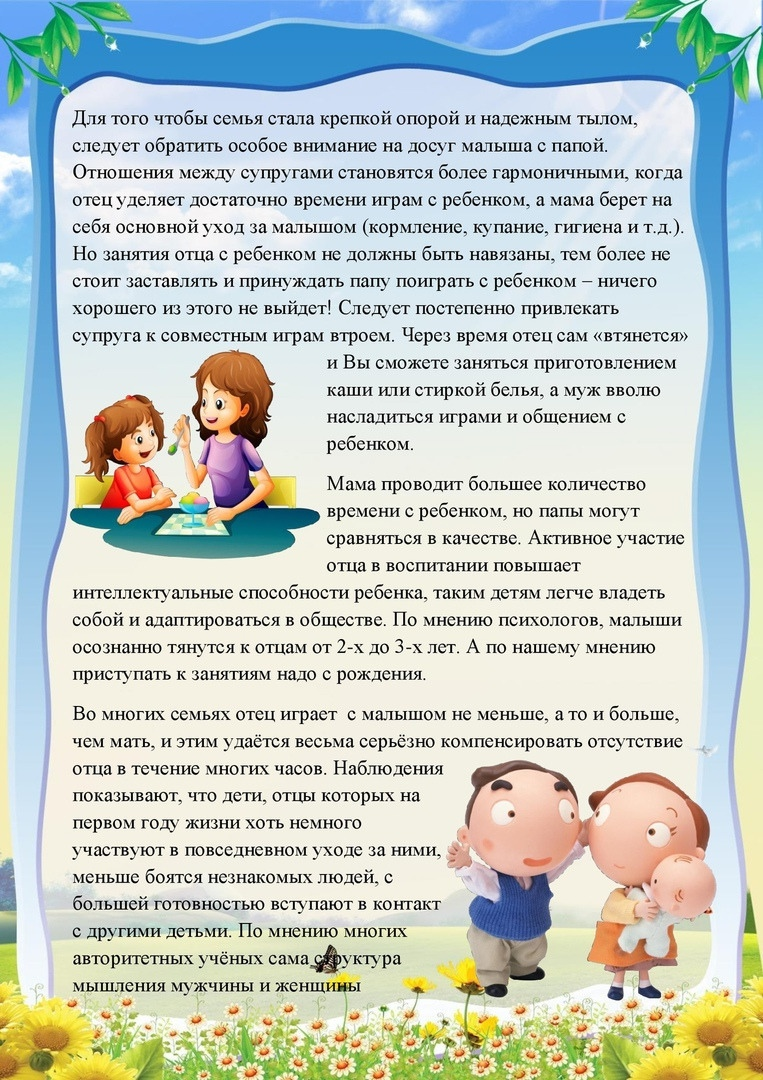 Для того чтобы семья стала крепкой опорой и надежным тылом,
следует обратить особое внимание на досуг малыша с папой.
Отношения между супругами становятся более гармоничными, когда
отец уделяет достаточно времени играм с ребенком, а мама берет на
себя основной уход за малышом (кормление, купание, гигиена и т.д.).
Но занятия отца с ребенком не должны быть навязаны, тем более не
стоит заставлять и принуждать папу поиграть с ребенком – ничего
хорошего из этого не выйдет! Следует постепенно привлекать
супруга к совместным играм втроем. Через время отец сам «втянется»
и Вы сможете заняться приготовлением
каши или стиркой белья, а муж вволю
насладиться играми и общением с
ребенком.
Мама проводит большее количество
времени с ребенком, но папы могут
сравняться в качестве. Активное участие
отца в воспитании повышает
интеллектуальные способности ребенка, таким детям легче владеть
собой и адаптироваться в обществе. По мнению психологов, малыши
осознанно тянутся к отцам от 2-х до 3-х лет. А по нашему мнению
приступать к занятиям надо с рождения.
Во многих семьях отец играет с малышом не меньше, а то и больше,
чем мать, и этим удаётся весьма серьёзно компенсировать отсутствие
отца в течение многих часов. Наблюдения
показывают, что дети, отцы которых на
первом году жизни хоть немного
участвуют в повседневном уходе за ними,
меньше боятся незнакомых людей, с
большей готовностью вступают в контакт
с другими детьми. По мнению многих
авторитетных учёных сама структура
мышления мужчины и женщины